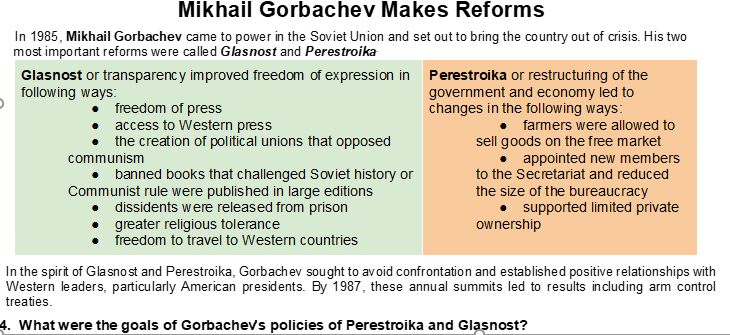 Mikhail Gorbachev Makes Reforms
In 1985, Mikhail Gorbachev came to power in the Soviet Union and set out to bring the country out of crisis. His two
most important reforms were called Glasnost and Perestroika
Glasnost or transparency improved freedom of expression in
following ways:
● freedom of press
● access to Western press
● the creation of political unions that opposed
communism
● banned books that challenged Soviet history or
Communist rule were published in large editions
● dissidents were released from prison
● greater religious tolerance
● freedom to travel to Western countries
Perestroika or restructuring of the
government and economy led to
changes in the following ways:
● farmers were allowed to
sell goods on the free market
● appointed new members
to the Secretariat and reduced
the size of the bureaucracy
● supported limited private
ownership
In the spirit of Glasnost and Perestroika, Gorbachev sought to avoid confrontation and established positive relationships with
Western leaders, particularly American presidents. By 1987, these annual summits led to results including arm control
treaties.
4. What were the goals of Gorbachev's policies of Perestroika and Glasnost?